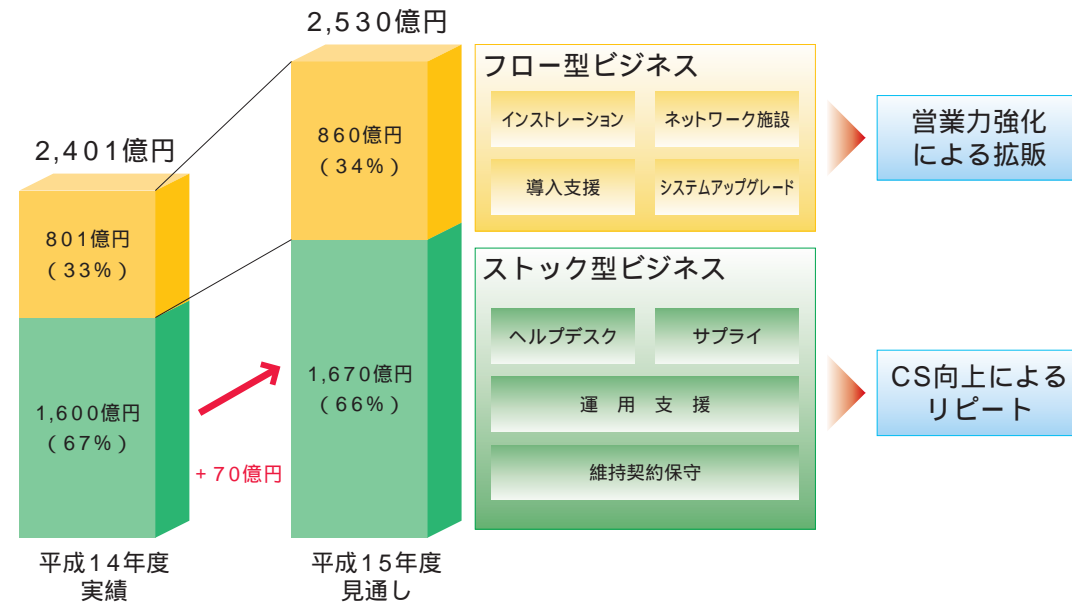 2,401億円
801億円
(33%)
1,600億円
(67%)
平成14年度
実績
+70億円
2,530億円
860億円
(34%)
1,670億円
(66%)
平成15年度
見通し
フロー型ビジネス
インストレーション
ネットワーク施設
導入支援
システムアップグレード
営業力強化
による拡販
ストック型ビジネス
ヘルプデスク
サプライ
運用支援
維持契約保守
CS向上による
リピート